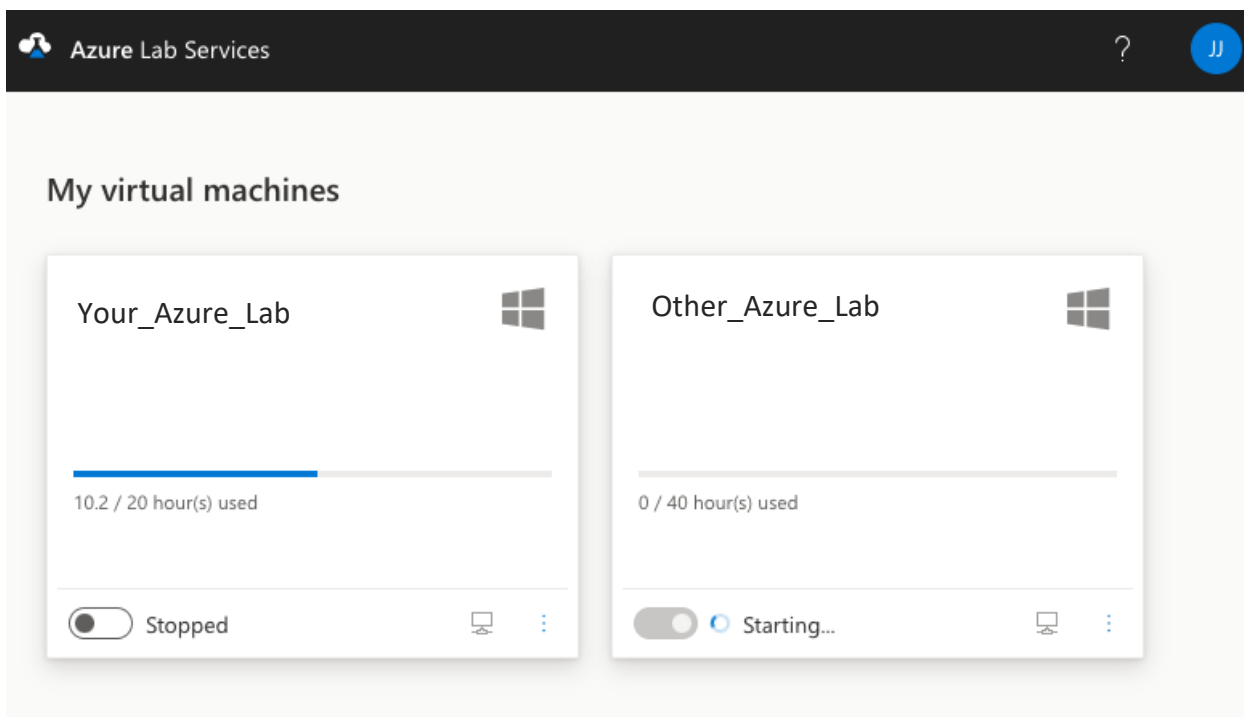 Azure Lab Services
?
JJ
My virtual machines
Your_Azure_Lab
10.2 / 20 hour(s) used
Stopped
Other_Azure_Lab
0 / 40 hour(s) used
Starting...